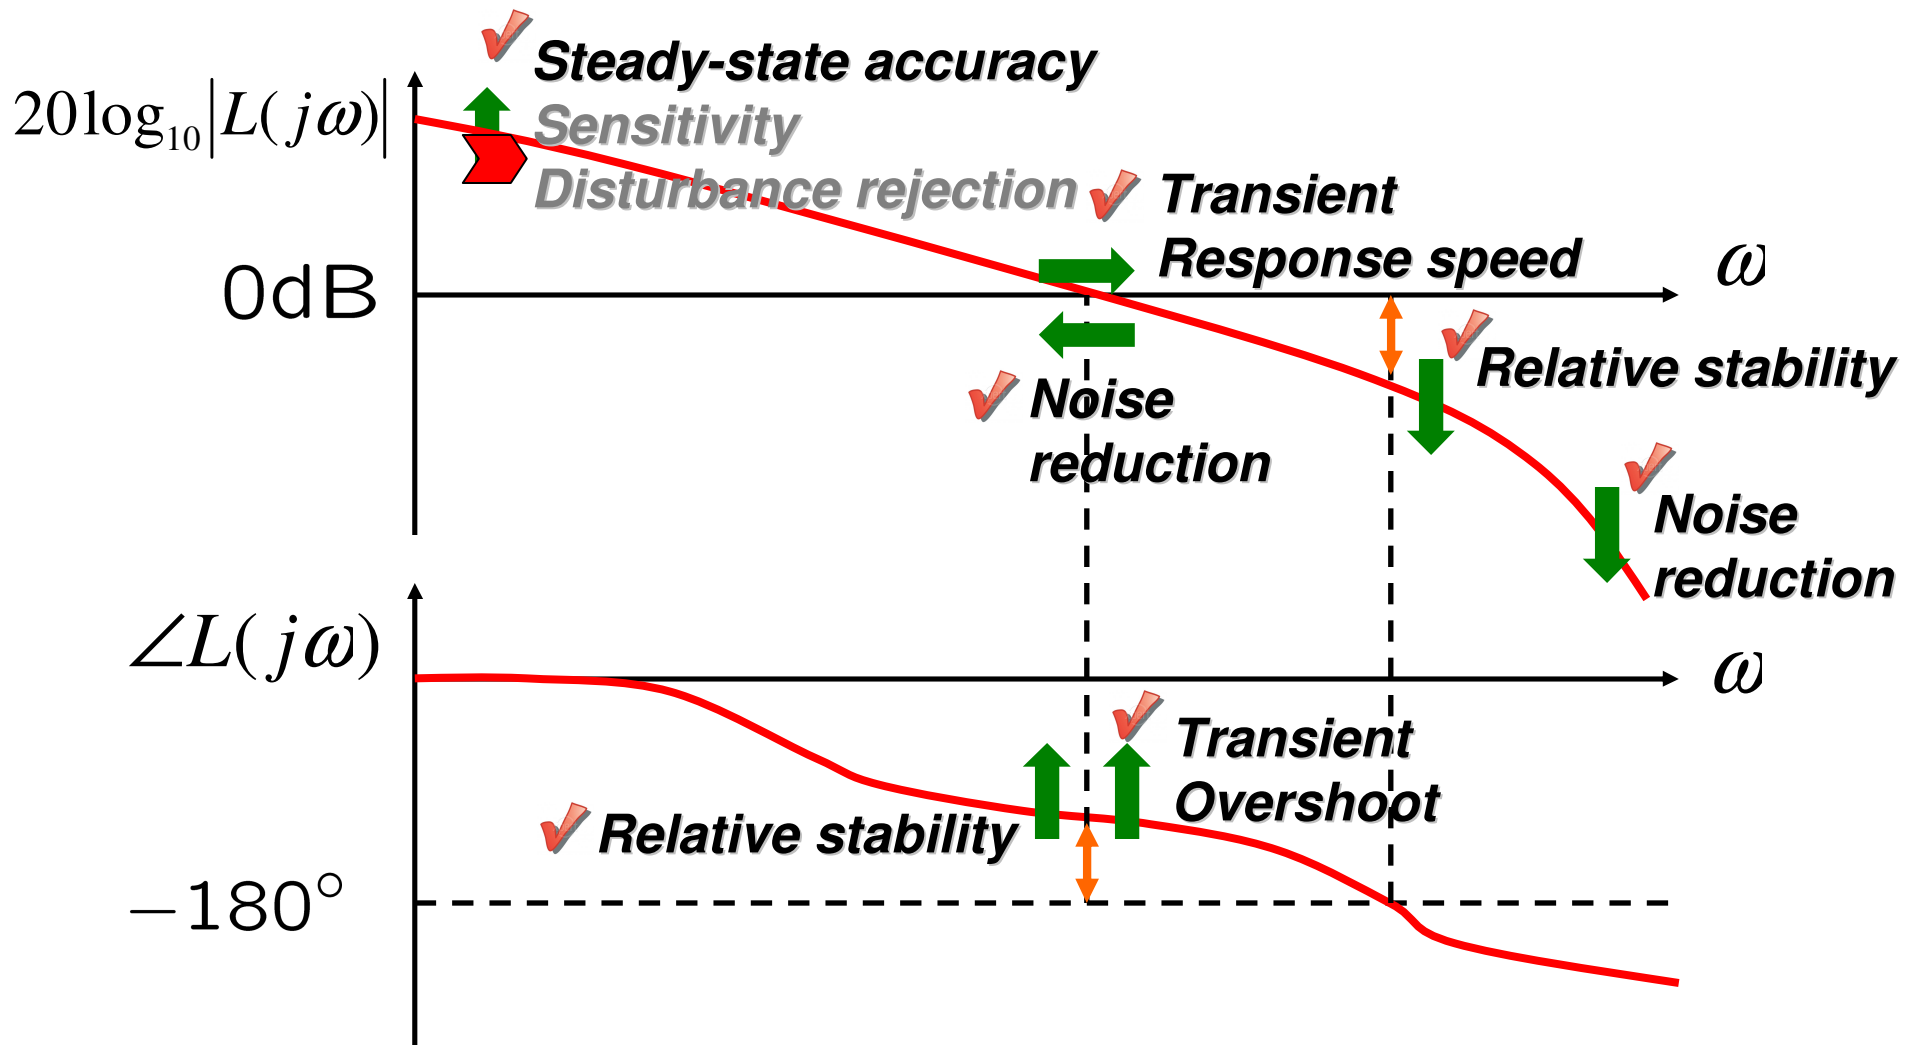 Steady-state accuracy
20log₁₀|L(jω)|
Sensitivity
Disturbance rejection
Transient
Response speed
ω
0dB
Relative stability
Noise
reduction
Noise
reduction
∠L(jω)
ω
Transient
Overshoot
Relative stability
−180°